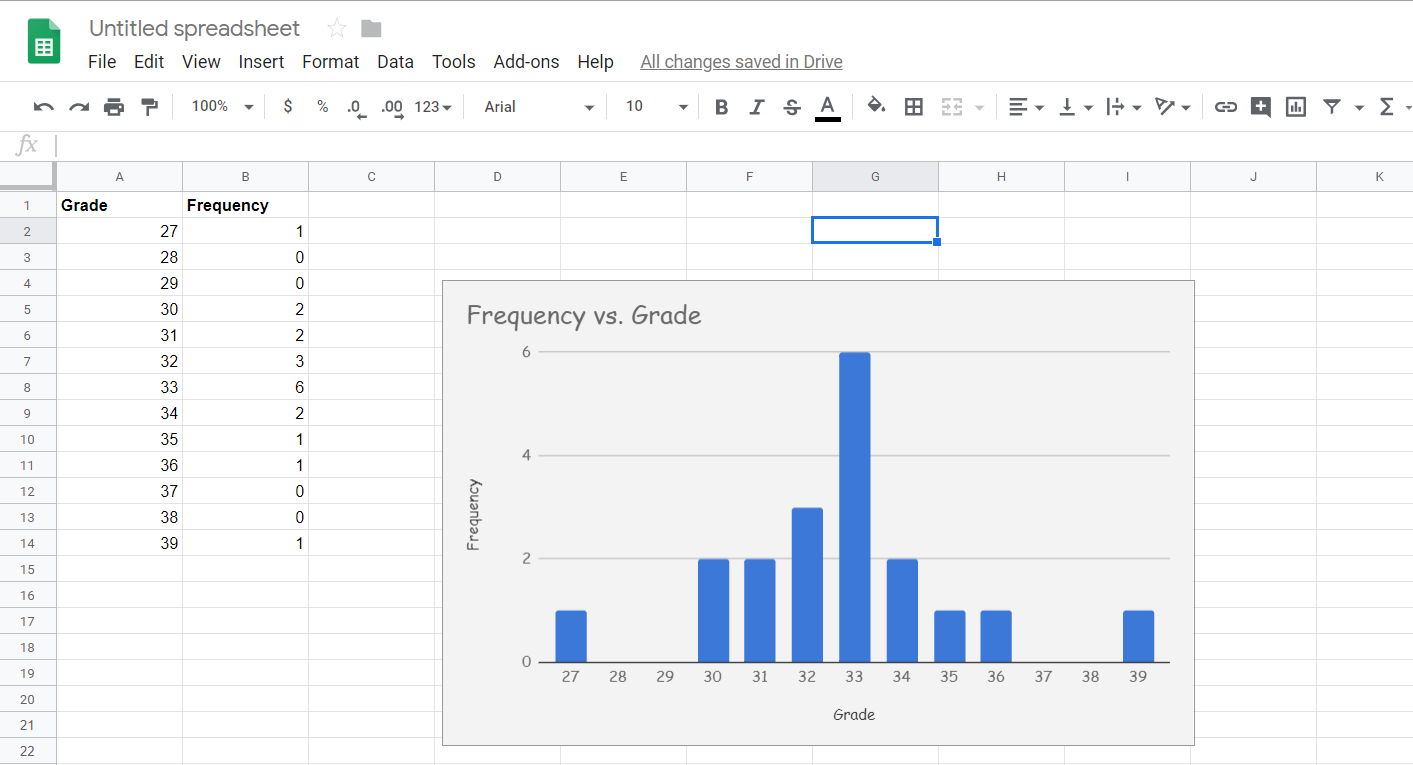 Untitled spreadsheet
File Edit View Insert Format Data Tools Add-ons Help All changes saved in Drive
100% $ % .0 .00 123 Arial 10 B I S A Σ
fx
A B C D E F G H I J K
1 Grade Frequency
2 27 1
3 28 0
4 29 0
5 30 2
6 31 2
7 32 3
8 33 6
9 34 2
10 35 1
11 36 1
12 37 0
13 38 0
14 39 1
15
16
17
18
19
20
21
22
Frequency vs. Grade
6
4
2
0
Frequency
27 28 29 30 31 32 33 34 35 36 37 38 39
Grade